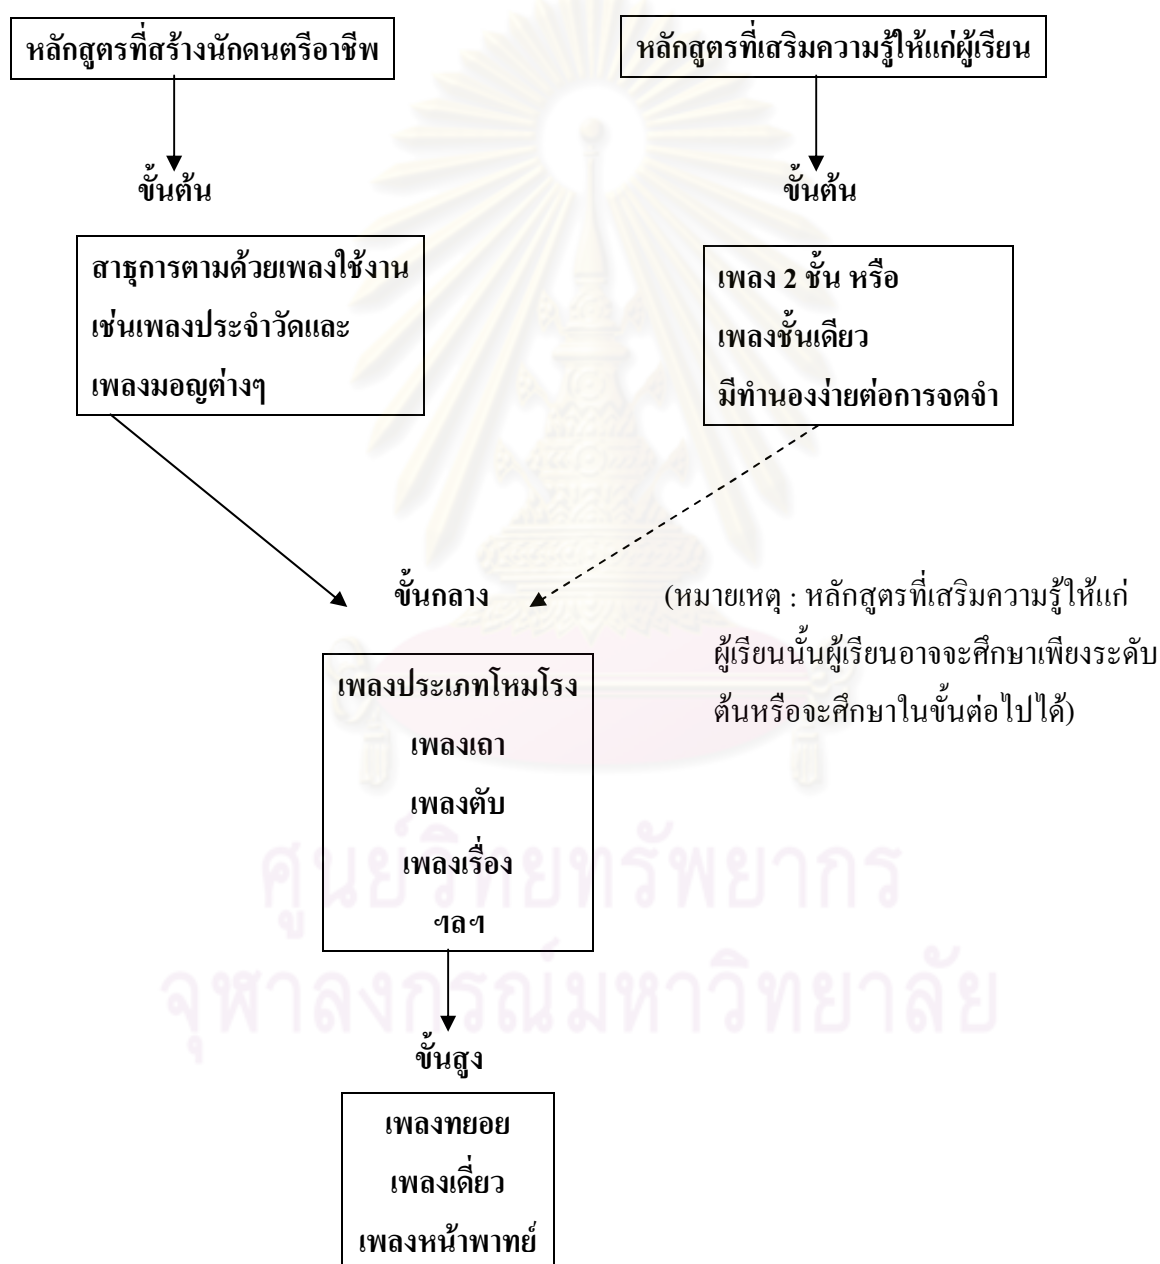 หลักสูตรที่สร้างนักดนตรีอาชีพ
หลักสูตรที่เสริมความรู้ให้แก่ผู้เรียน
ขั้นต้น
ขั้นต้น
สาธุการตามด้วยเพลงใช้งาน
เช่นเพลงประจำวัดและ
เพลงมอญต่างๆ
เพลง 2 ชั้น หรือ
เพลงชั้นเดียว
มีทำนองง่ายต่อการจดจำ
ขั้นกลาง
(หมายเหตุ : หลักสูตรที่เสริมความรู้ให้แก่
ผู้เรียนนั้นผู้เรียนอาจจะศึกษาเพียงระดับ
ต้นหรือจะศึกษาในขั้นต่อไปได้)
เพลงประเภทโหมโรง
เพลงเถา
เพลงตับ
เพลงเรื่อง
ฯลฯ
ศูนย์วิทยทรัพยากร
จุฬาลงกรณ์มหาวิทยาลัย
ขั้นสูง
เพลงทยอย
เพลงเดี่ยว
เพลงหน้าพาทย์